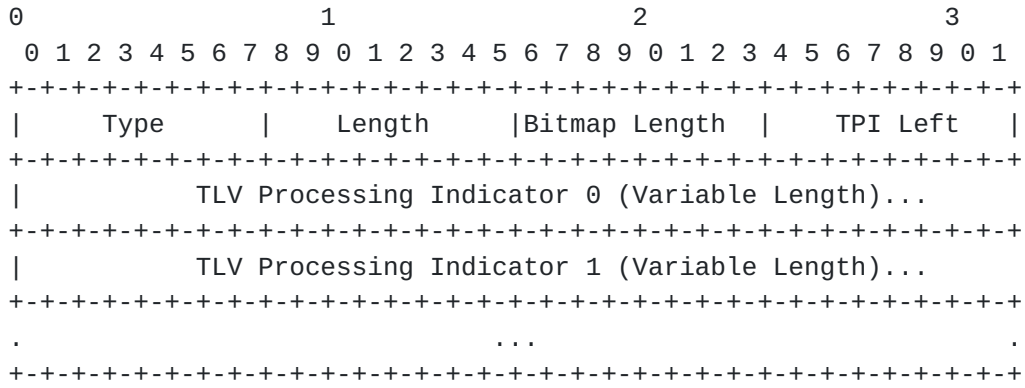 0                   1                   2                   3
 0 1 2 3 4 5 6 7 8 9 0 1 2 3 4 5 6 7 8 9 0 1 2 3 4 5 6 7 8 9 0 1
+-+-+-+-+-+-+-+-+-+-+-+-+-+-+-+-+-+-+-+-+-+-+-+-+-+-+-+-+-+-+-+-+
|     Type      |    Length     |Bitmap Length  |    TPI Left   |
+-+-+-+-+-+-+-+-+-+-+-+-+-+-+-+-+-+-+-+-+-+-+-+-+-+-+-+-+-+-+-+-+
|           TLV Processing Indicator 0 (Variable Length)...
+-+-+-+-+-+-+-+-+-+-+-+-+-+-+-+-+-+-+-+-+-+-+-+-+-+-+-+-+-+-+-+-+
|           TLV Processing Indicator 1 (Variable Length)...
+-+-+-+-+-+-+-+-+-+-+-+-+-+-+-+-+-+-+-+-+-+-+-+-+-+-+-+-+-+-+-+-+
.                              ...                              .
+-+-+-+-+-+-+-+-+-+-+-+-+-+-+-+-+-+-+-+-+-+-+-+-+-+-+-+-+-+-+-+-+